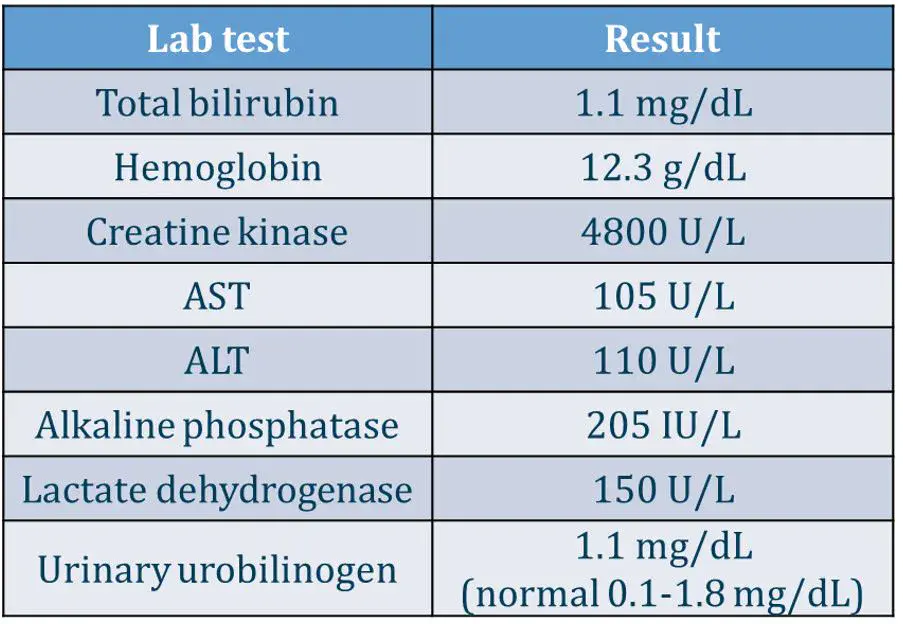 Lab test Result
Total bilirubin 1.1 mg/dL
Hemoglobin 12.3 g/dL
Creatine kinase 4800 U/L
AST 105 U/L
ALT 110 U/L
Alkaline phosphatase 205 IU/L
Lactate dehydrogenase 150 U/L
Urinary urobilinogen 1.1 mg/dL
(normal 0.1-1.8 mg/dL)